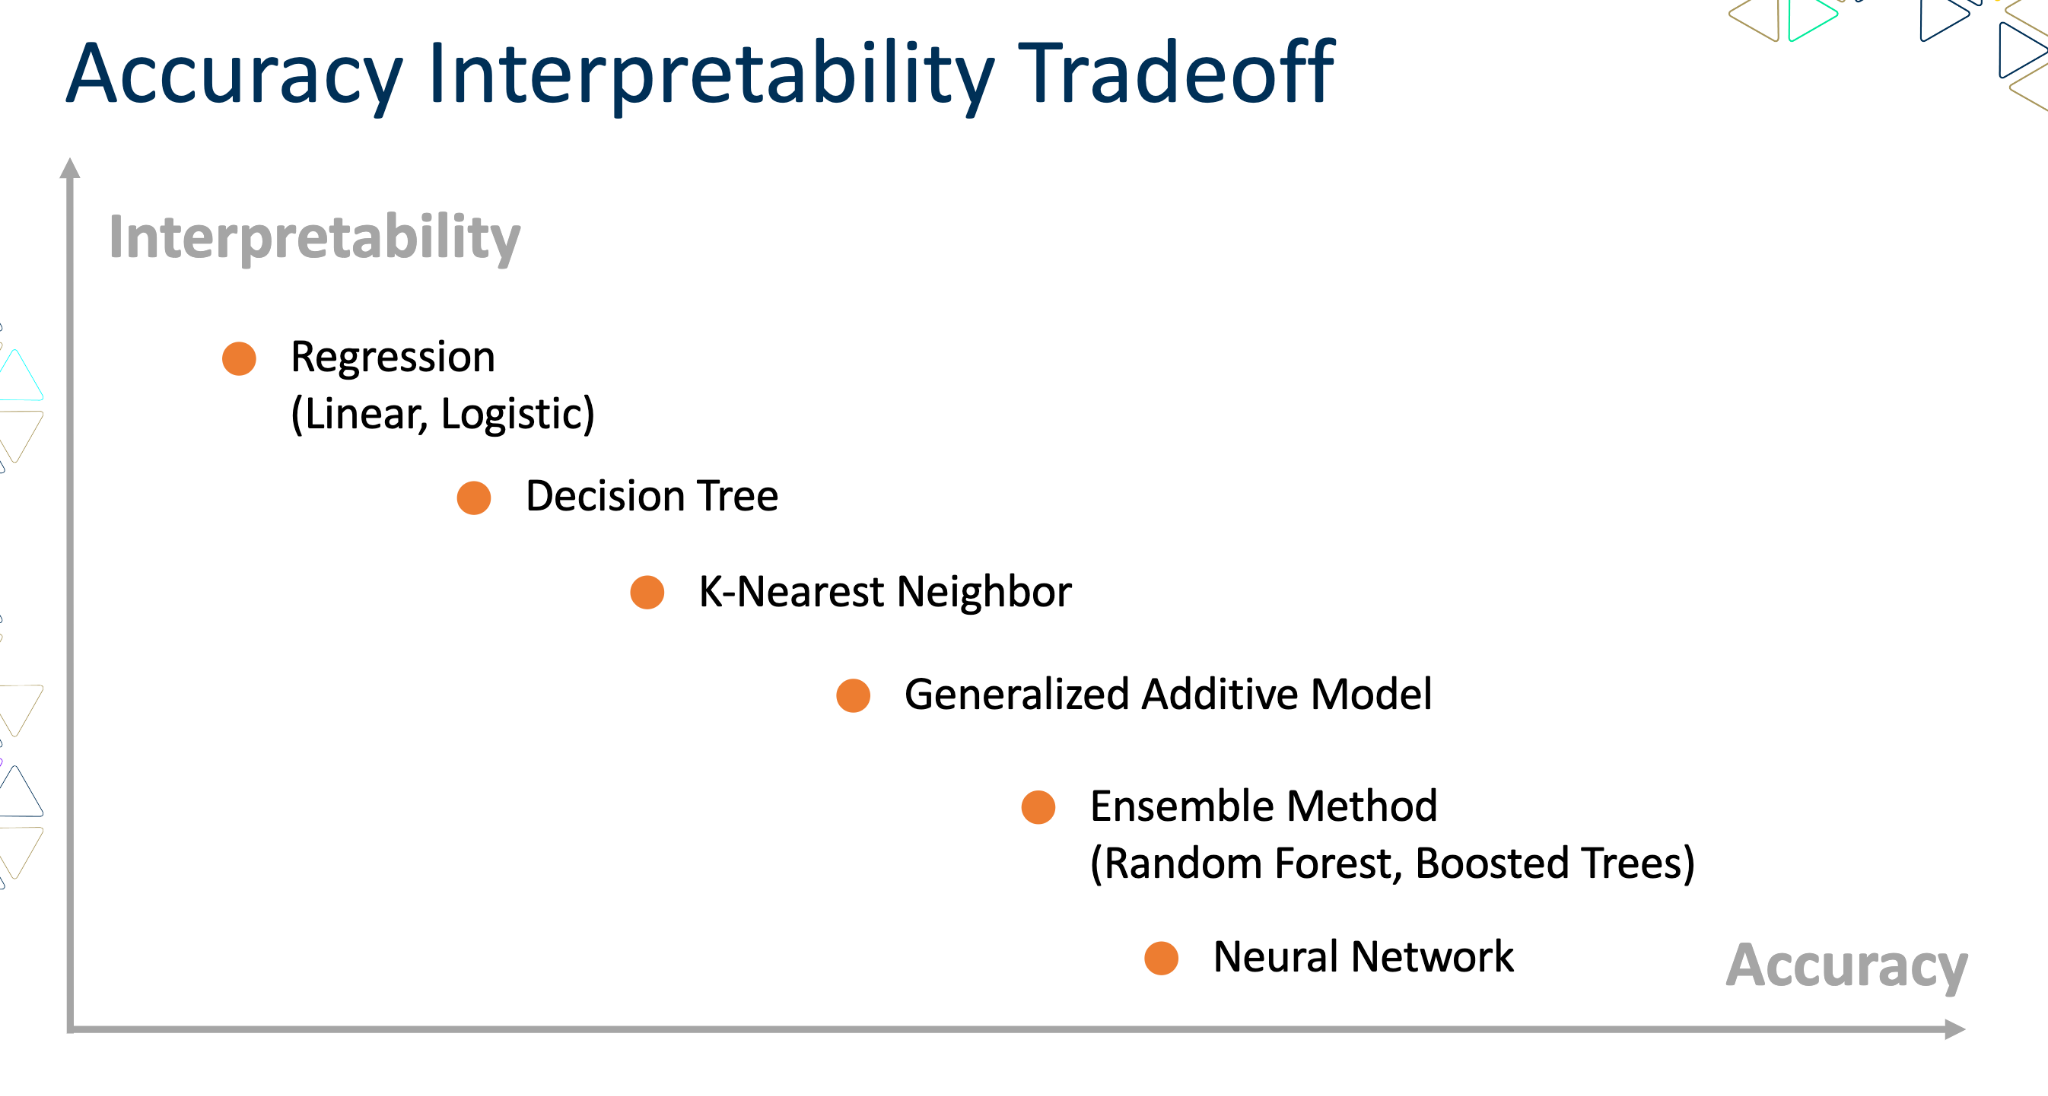 Accuracy Interpretability Tradeoff
Interpretability
Regression
(Linear, Logistic)
Decision Tree
K-Nearest Neighbor
Generalized Additive Model
Ensemble Method
(Random Forest, Boosted Trees)
Neural Network
Accuracy